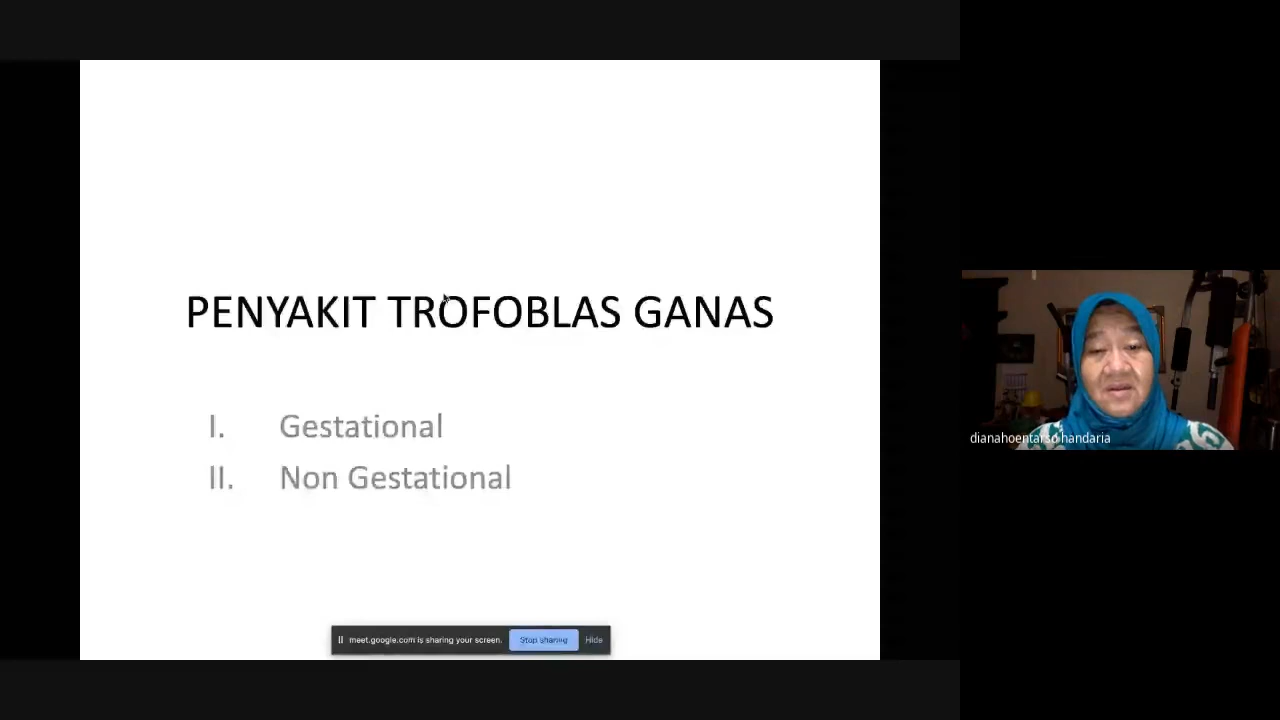 PENYAKIT TROFOBLAS GANAS
I. Gestational
II. Non Gestational
meet.google.com is sharing your screen. Stop sharing Hide
dianahoentarso handaria